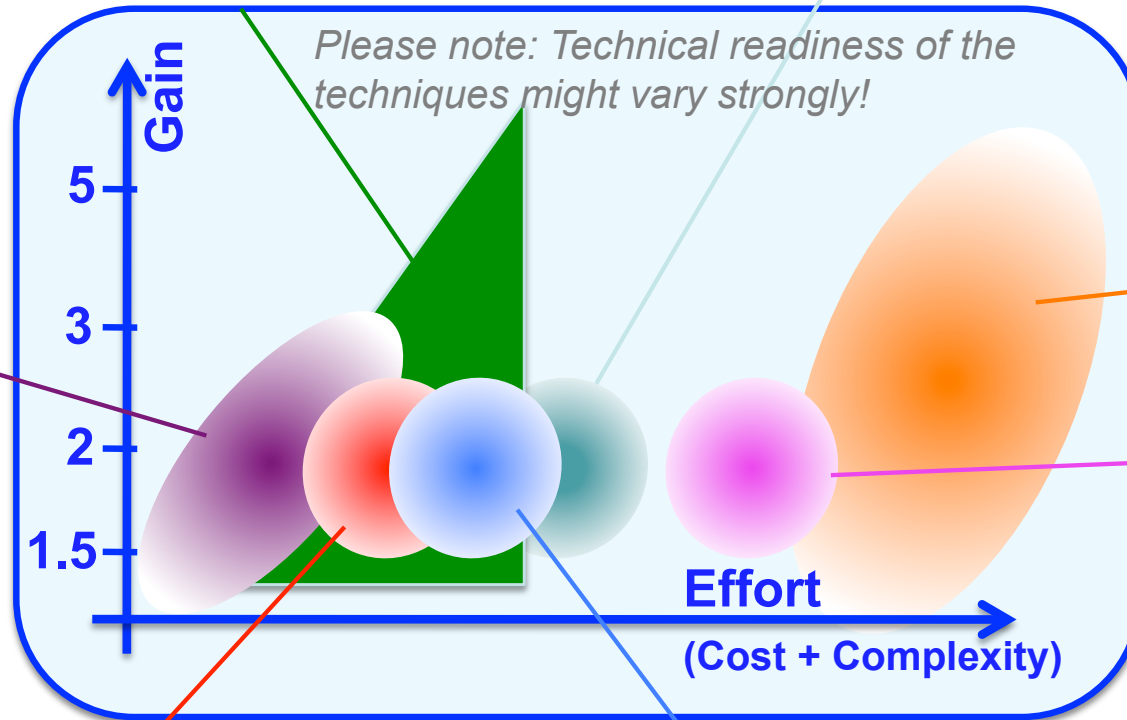 Please note: Technical readiness of the
techniques might vary strongly!
Gain
5
3
2
1.5
Effort
(Cost + Complexity)